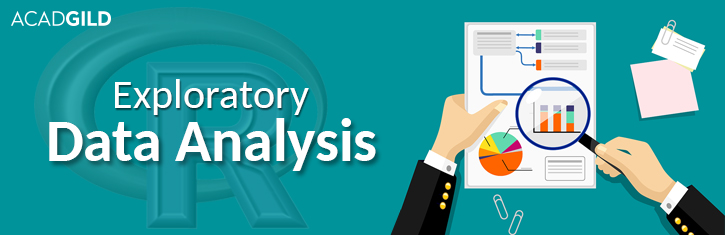 ACADGILD
R
Exploratory
Data Analysis